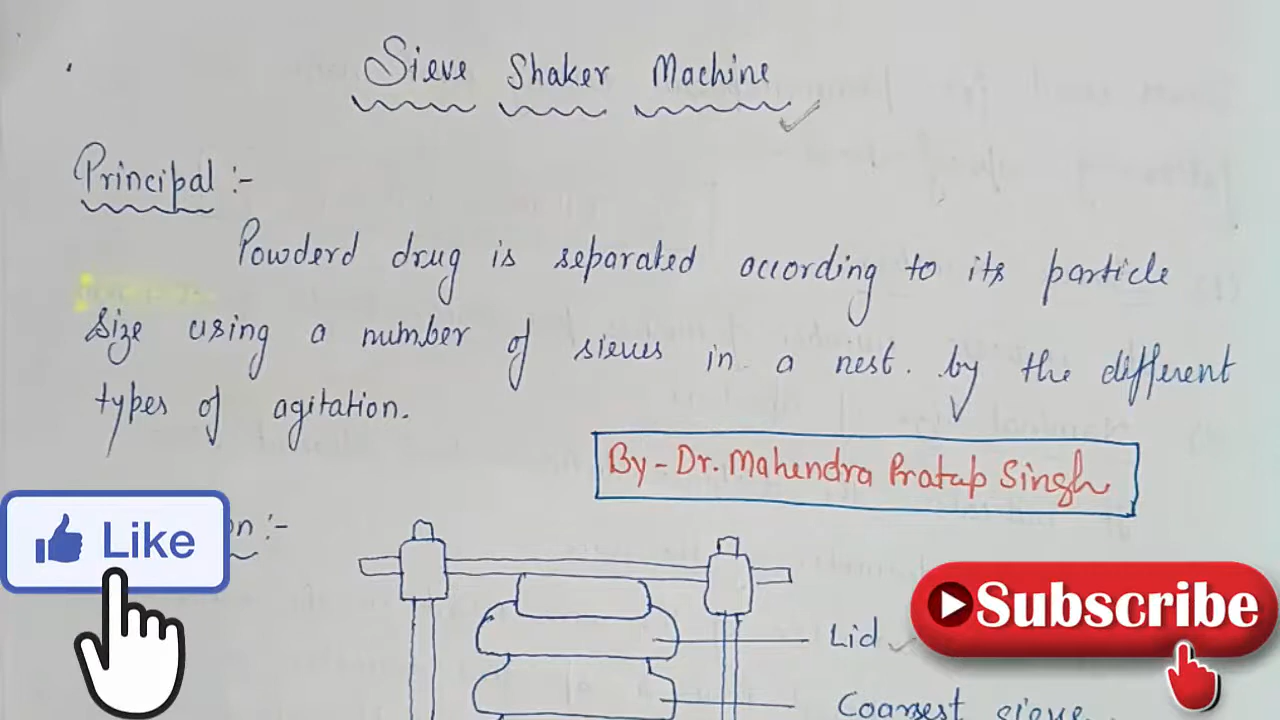 Sieve Shaker Machine
Principal :-
Powderd drug is separated according to its particle
size using a number of sieves in a nest. by the different
types of agitation.
By - Dr. Mahendra Pratap Singh
on :-
Like
Subscribe
Lid
Coarsest sieve